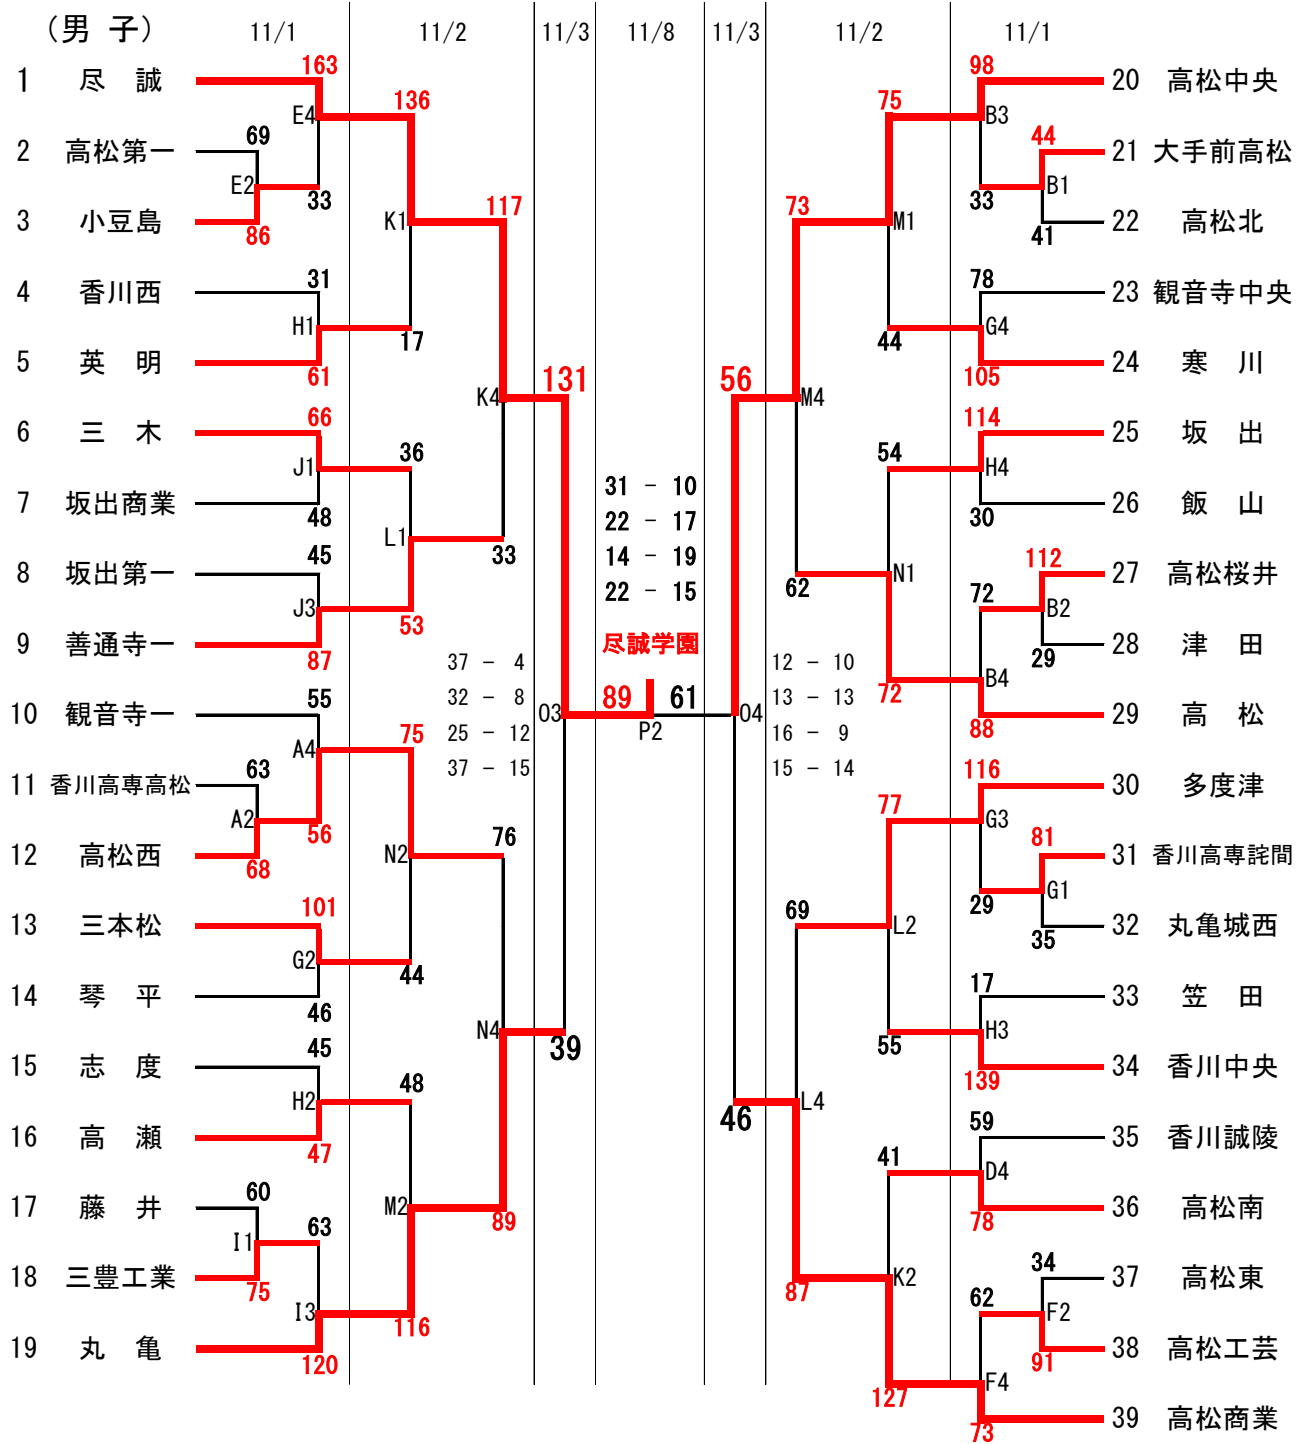 （男 子）
11/1
11/2
11/3
11/8
11/3
11/2
11/1
1 尽 誠
2 高松第一
3 小豆島
4 香川西
5 英 明
6 三 木
7 坂出商業
8 坂出第一
9 善通寺一
10 観音寺一
11 香川高専高松
12 高松西
13 三本松
14 琴 平
15 志 度
16 高 瀬
17 藤 井
18 三豊工業
19 丸 亀
163
E4
69
E2
33
86
31
H1
61
66
J1
48
45
J3
87
55
A4
63
A2
56
68
101
G2
46
45
H2
47
60
I1
63
75
I3
120
136
K1
17
36
L1
53
75
N2
44
48
M2
116
117
K4
33
76
N4
89
131
O3
39
37 － 4
32 － 8
25 － 12
37 － 15
31 － 10
22 － 17
14 － 19
22 － 15
尽誠学園
89
61
P2
56
O4
46
12 － 10
13 － 13
16 － 9
15 － 14
73
M4
62
69
L4
87
75
M1
44
54
N1
72
77
L2
55
41
K2
127
98
B3
44
B1
33
41
78
G4
105
114
H4
30
112
72
B2
29
B4
88
116
G3
81
G1
29
35
17
H3
139
59
D4
78
34
62
F2
91
F4
73
20 高松中央
21 大手前高松
22 高松北
23 観音寺中央
24 寒 川
25 坂 出
26 飯 山
27 高松桜井
28 津 田
29 高 松
30 多度津
31 香川高専詫間
32 丸亀城西
33 笠 田
34 香川中央
35 香川誠陵
36 高松南
37 高松東
38 高松工芸
39 高松商業